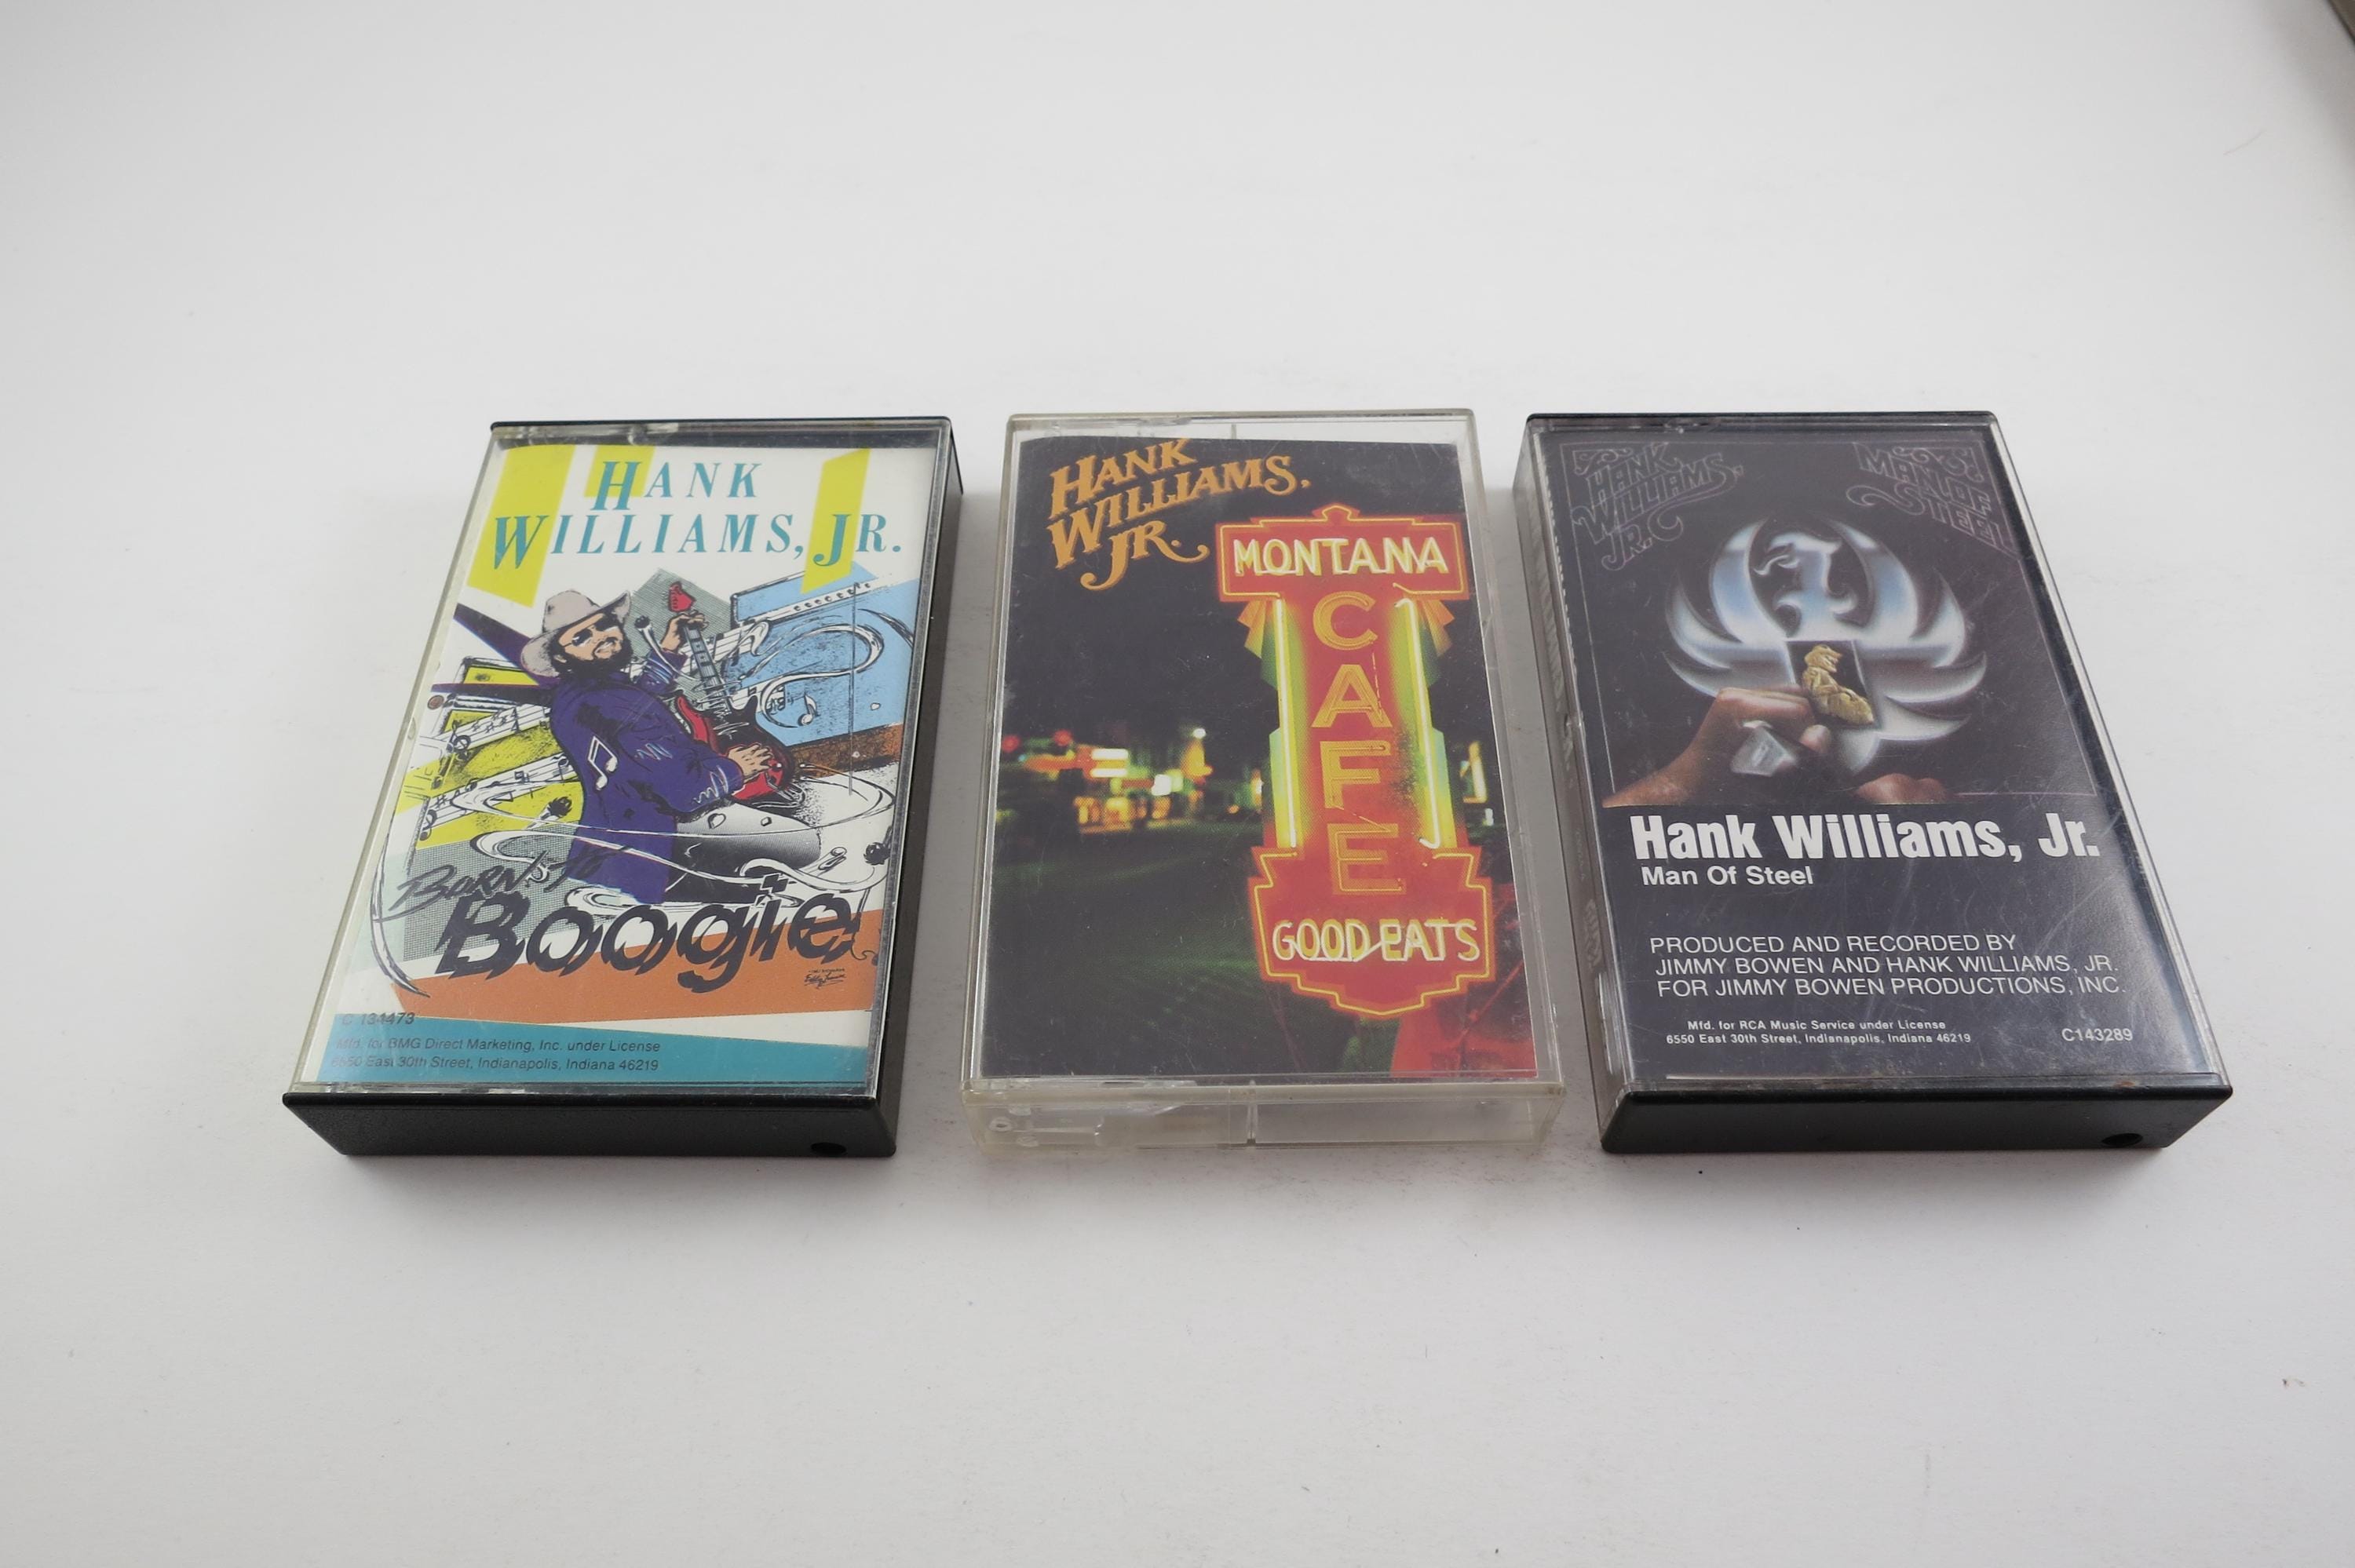 HANK
WILLIAMS, JR.
BORN TO
BOOGIE
C 134473
Mfd. for BMG Direct Marketing, Inc. under License
6550 East 30th Street, Indianapolis, Indiana 46219
HANK
WILLIAMS,
JR.
MONTANA
CAFE
GOOD EATS
HANK
WILLIAMS,
JR.
MAN OF
STEEL
Hank Williams, Jr.
Man Of Steel
PRODUCED AND RECORDED BY
JIMMY BOWEN AND HANK WILLIAMS, JR.
FOR JIMMY BOWEN PRODUCTIONS, INC.
Mfd. for RCA Music Service under License
6550 East 30th Street, Indianapolis, Indiana 46219
C143289